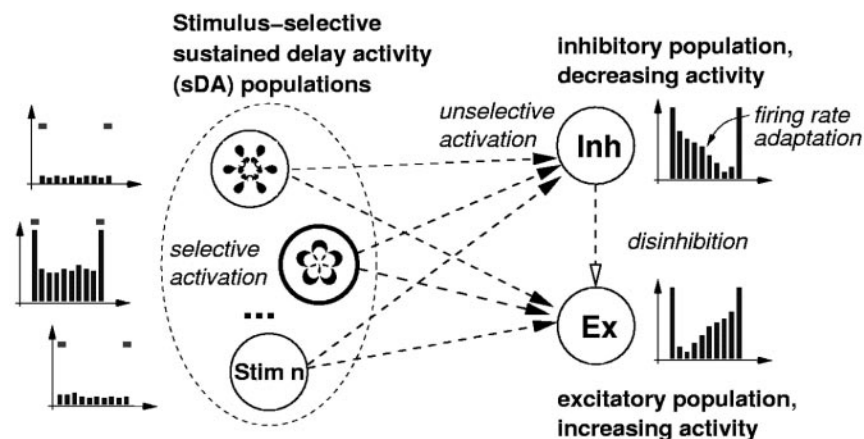 Stimulus–selective
sustained delay activity
(sDA) populations
inhibitory population,
decreasing activity
unselective
activation
Inh
firing rate
adaptation
selective
activation
disinhibition
...
Ex
Stim n
excitatory population,
increasing activity